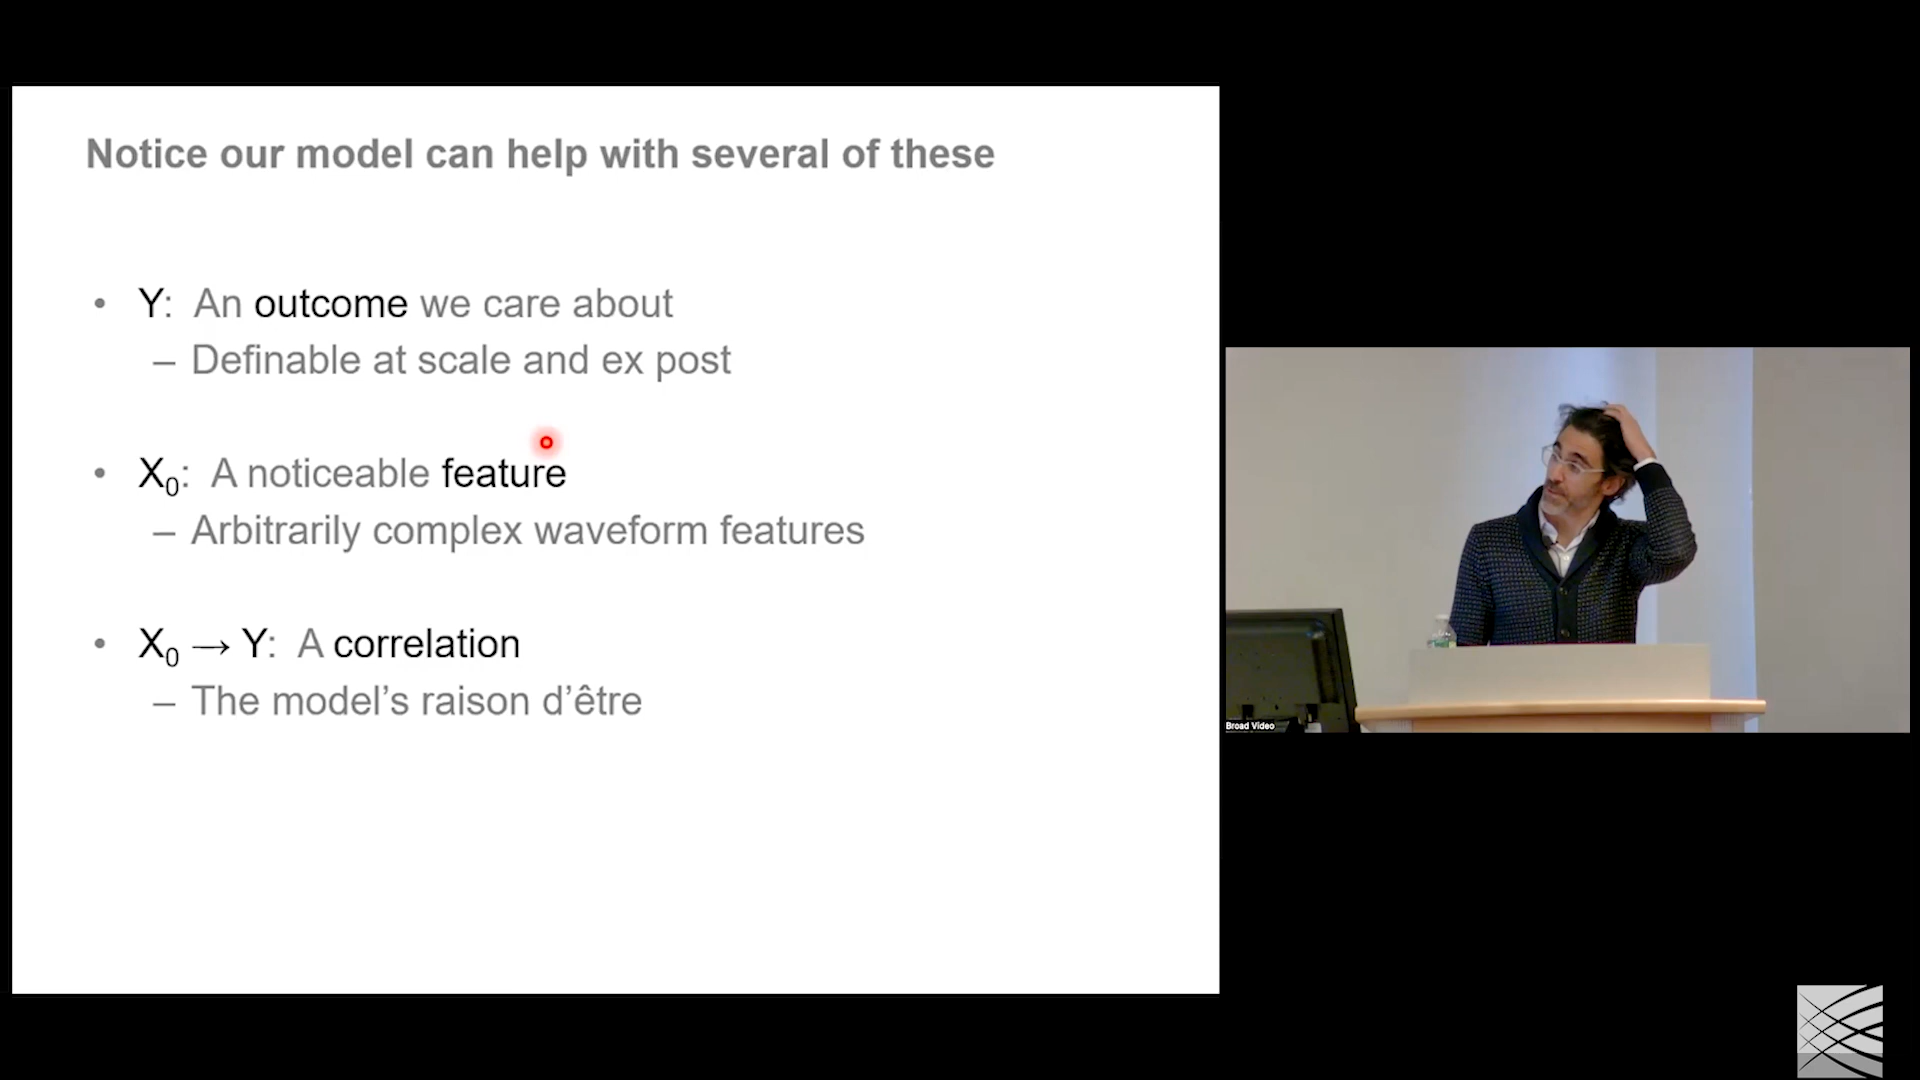 Notice our model can help with several of these
• Y: An outcome we care about
– Definable at scale and ex post
• X₀: A noticeable feature
– Arbitrarily complex waveform features
• X₀ → Y: A correlation
– The model’s raison d’être
Broad Video